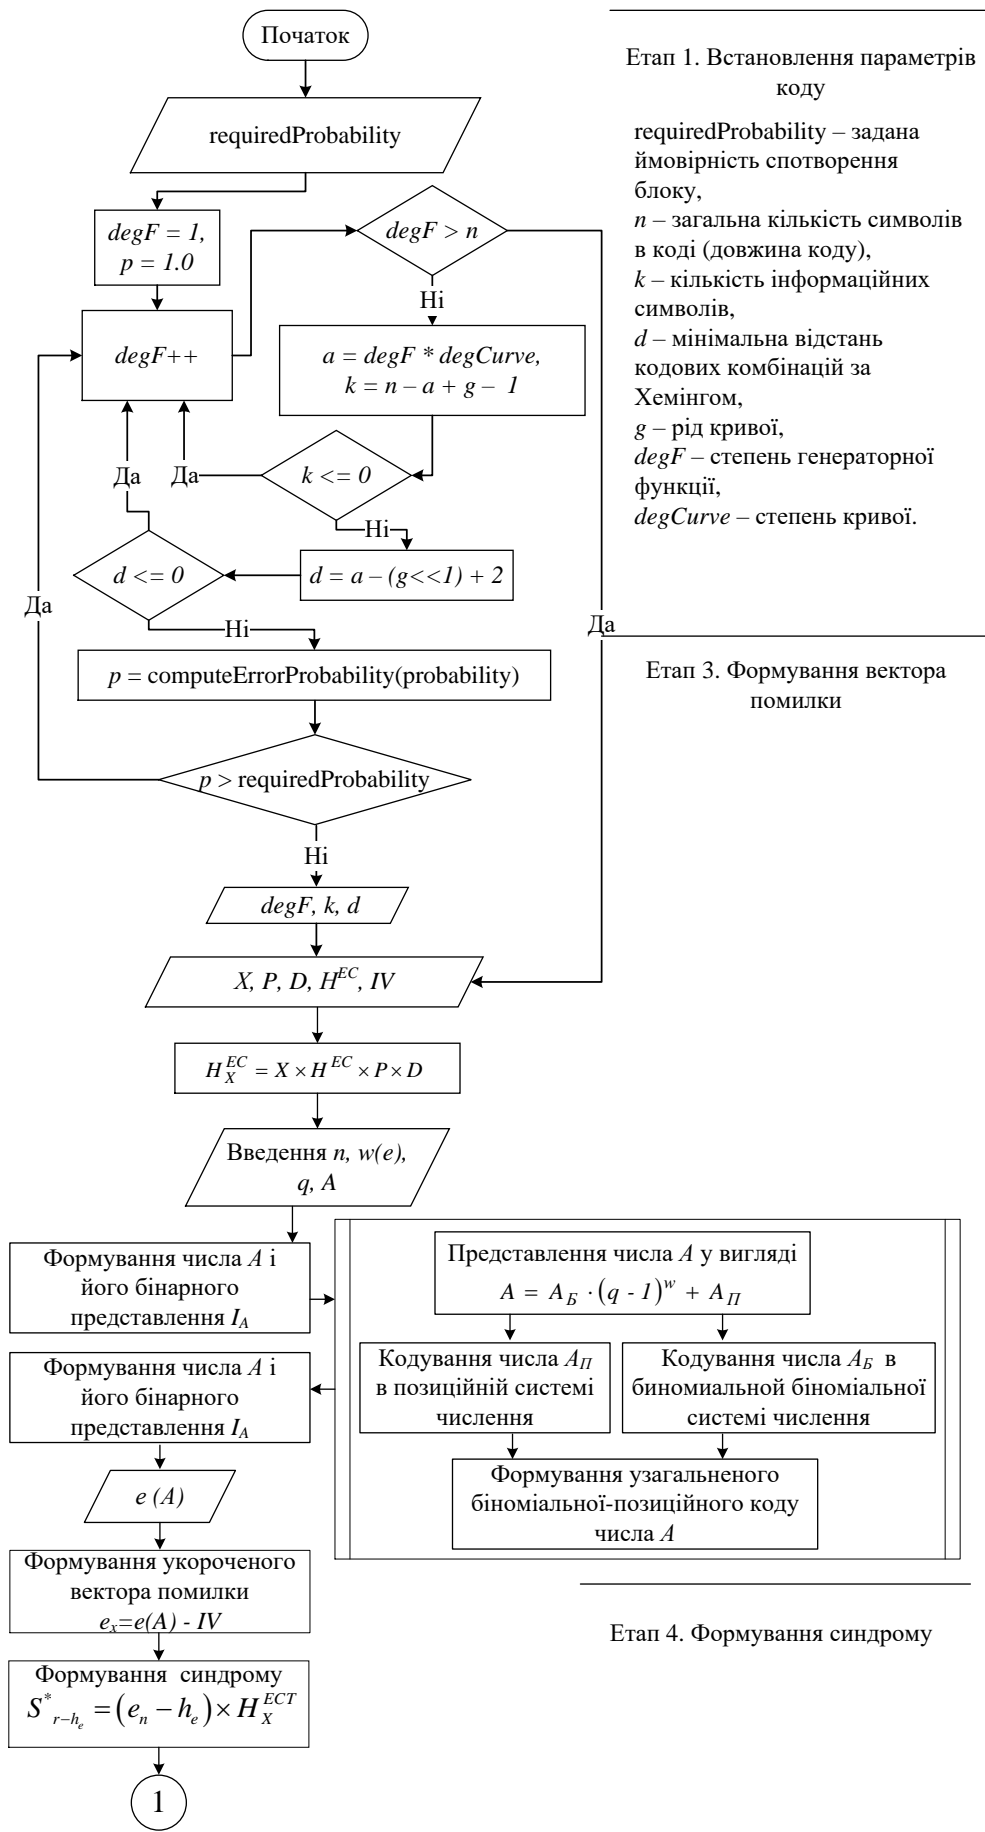 Початок
Етап 1. Встановлення параметрів
коду
requiredProbability – задана
ймовірність спотворення
блоку,
n – загальна кількість символів
в коді (довжина коду),
k – кількість інформаційних
символів,
d – мінімальна відстань
кодових комбінацій за
Хемінгом,
g – рід кривої,
degF – степень генераторної
функції,
degCurve – степень кривої.
requiredProbability
degF = 1,
p = 1.0
degF > n
Ні
degF++
a = degF * degCurve,
k = n – a + g – 1
Да
Да
k <= 0
Ні
d <= 0
d = a – (g<<1) + 2
Да
Ні
Да
p = computeErrorProbability(probability)
Етап 3. Формування вектора
помилки
p > requiredProbability
Ні
degF, k, d
X, P, D, H^{EC}, IV
H_X^{EC} = X × H^{EC} × P × D
Введення n, w(e),
q, A
Формування числа A і
його бінарного
представлення I_A
Представлення числа A у вигляді
A = A_Б · (q - 1)^w + A_П
Кодування числа A_П
в позиційній системі
числення
Кодування числа A_Б в
биномиальной біноміальної
системі числення
Формування узагальненого
біноміальної-позиційного коду
числа A
Формування числа A і
його бінарного
представлення I_A
e (A)
Формування укороченого
вектора помилки
e_x=e(A) - IV
Етап 4. Формування синдрому
Формування синдрому
S^*_{r–h_e} = (e_n – h_e) × H_X^{ECT}
1